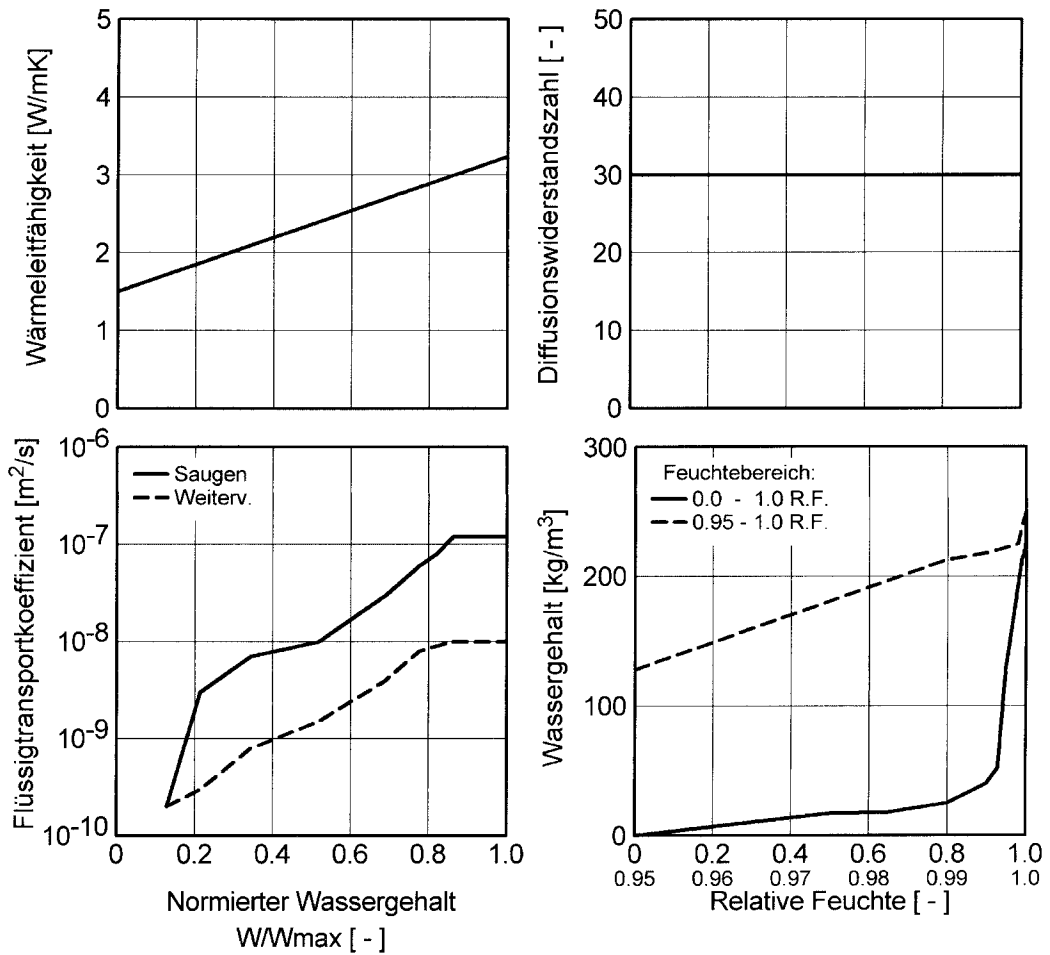 Wärmeleitfähigkeit [W/mK]
5
4
3
2
1
0
Diffusionswiderstandszahl [ - ]
50
40
30
20
10
0
Flüssigtransportkoeffizient [m²/s]
10⁻⁶
10⁻⁷
10⁻⁸
10⁻⁹
10⁻¹⁰
Saugen
Weiterv.
0 0.2 0.4 0.6 0.8 1.0
Normierter Wassergehalt
W/Wmax [ - ]
Wassergehalt [kg/m³]
300
200
100
0
Feuchtebereich:
0.0 - 1.0 R.F.
0.95 - 1.0 R.F.
0 0.2 0.4 0.6 0.8 1.0
0.95 0.96 0.97 0.98 0.99 1.0
Relative Feuchte [ - ]